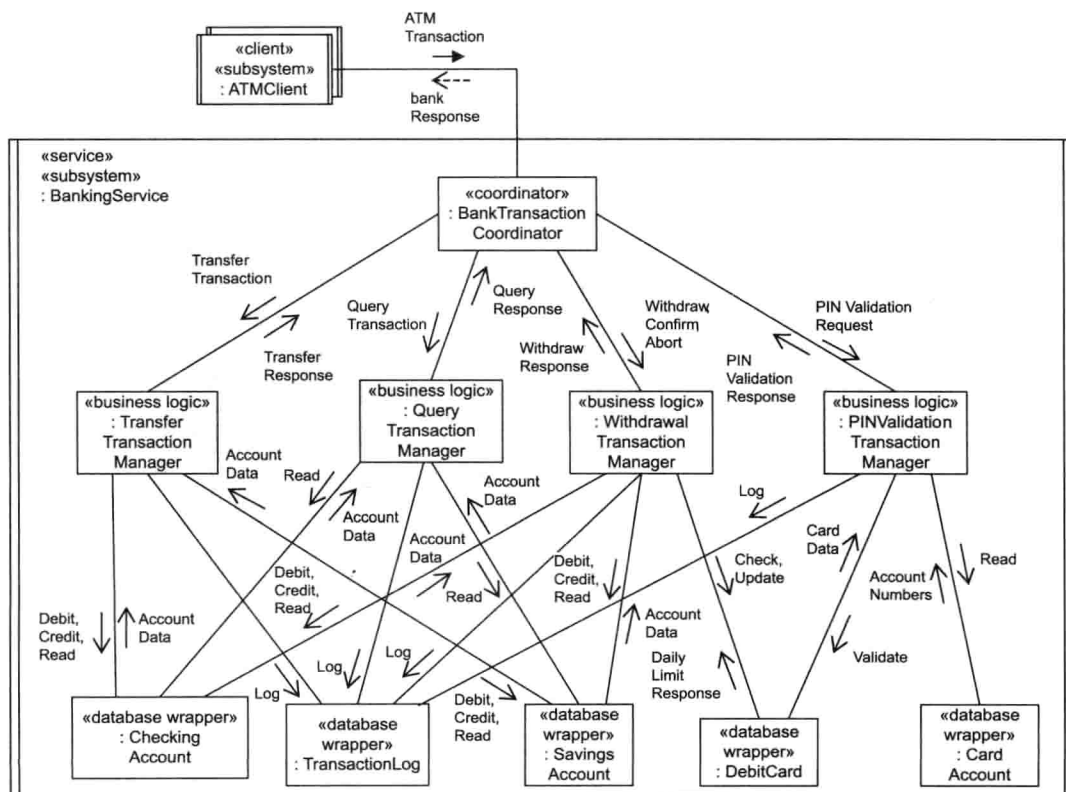 ATM
Transaction
«client»
«subsystem»
: ATMClient
bank
Response
«service»
«subsystem»
: BankingService
«coordinator»
: BankTransaction
Coordinator
Transfer
Transaction
Query
Transaction
Query
Response
Withdraw,
Confirm
Abort
PIN Validation
Request
Transfer
Response
Withdraw
Response
PIN
Validation
Response
«business logic»
: Transfer
Transaction
Manager
«business logic»
: Query
Transaction
Manager
«business logic»
: Withdrawal
Transaction
Manager
«business logic»
: PINValidation
Transaction
Manager
Account
Data
Read
Account
Data
Account
Data
Account
Data
Log
Debit,
Credit,
Read
Read
Debit,
Credit,
Read
Check,
Update
Card
Data
Account
Numbers
Read
Debit,
Credit,
Read
Account
Data
Account
Data
Log
Log
Log
Debit,
Credit,
Read
Daily
Limit
Response
Validate
«database wrapper»
: Checking
Account
«database
wrapper»
: TransactionLog
«database
wrapper»
: Savings
Account
«database
wrapper»
: DebitCard
«database
wrapper»
: Card
Account